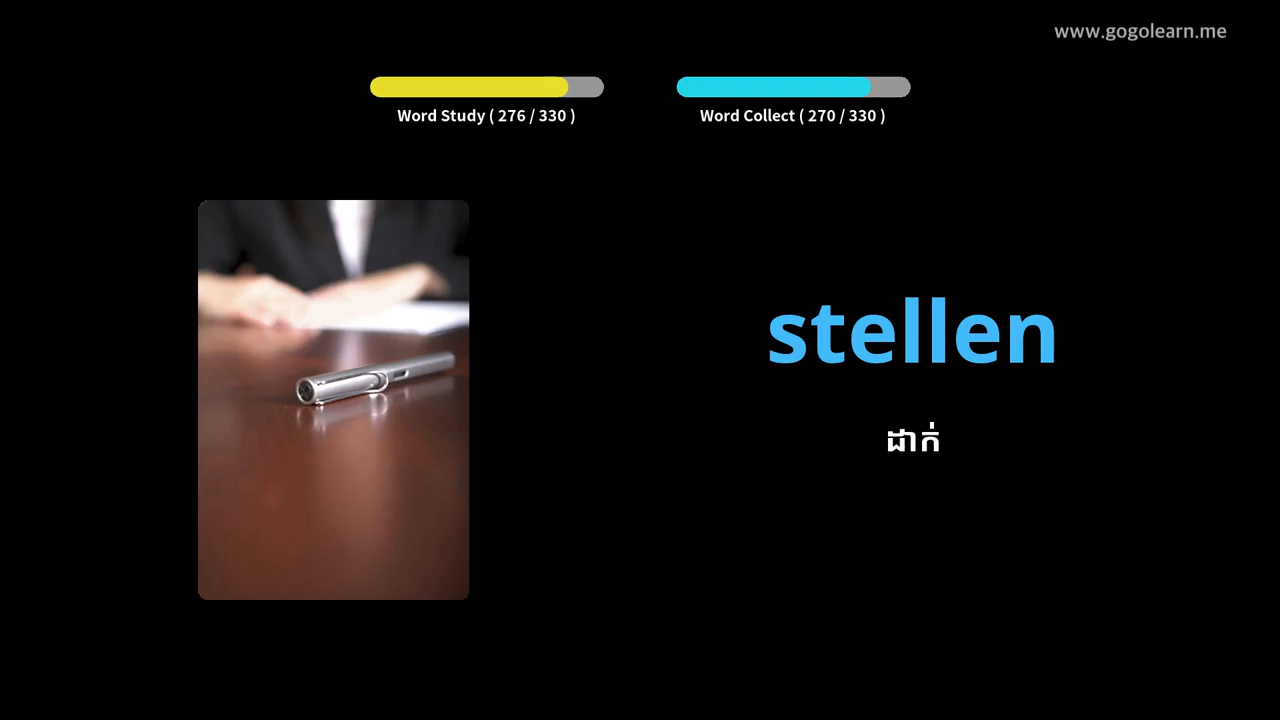 www.gogolearn.me
Word Study ( 276 / 330 )
Word Collect ( 270 / 330 )
stellen
ដាក់